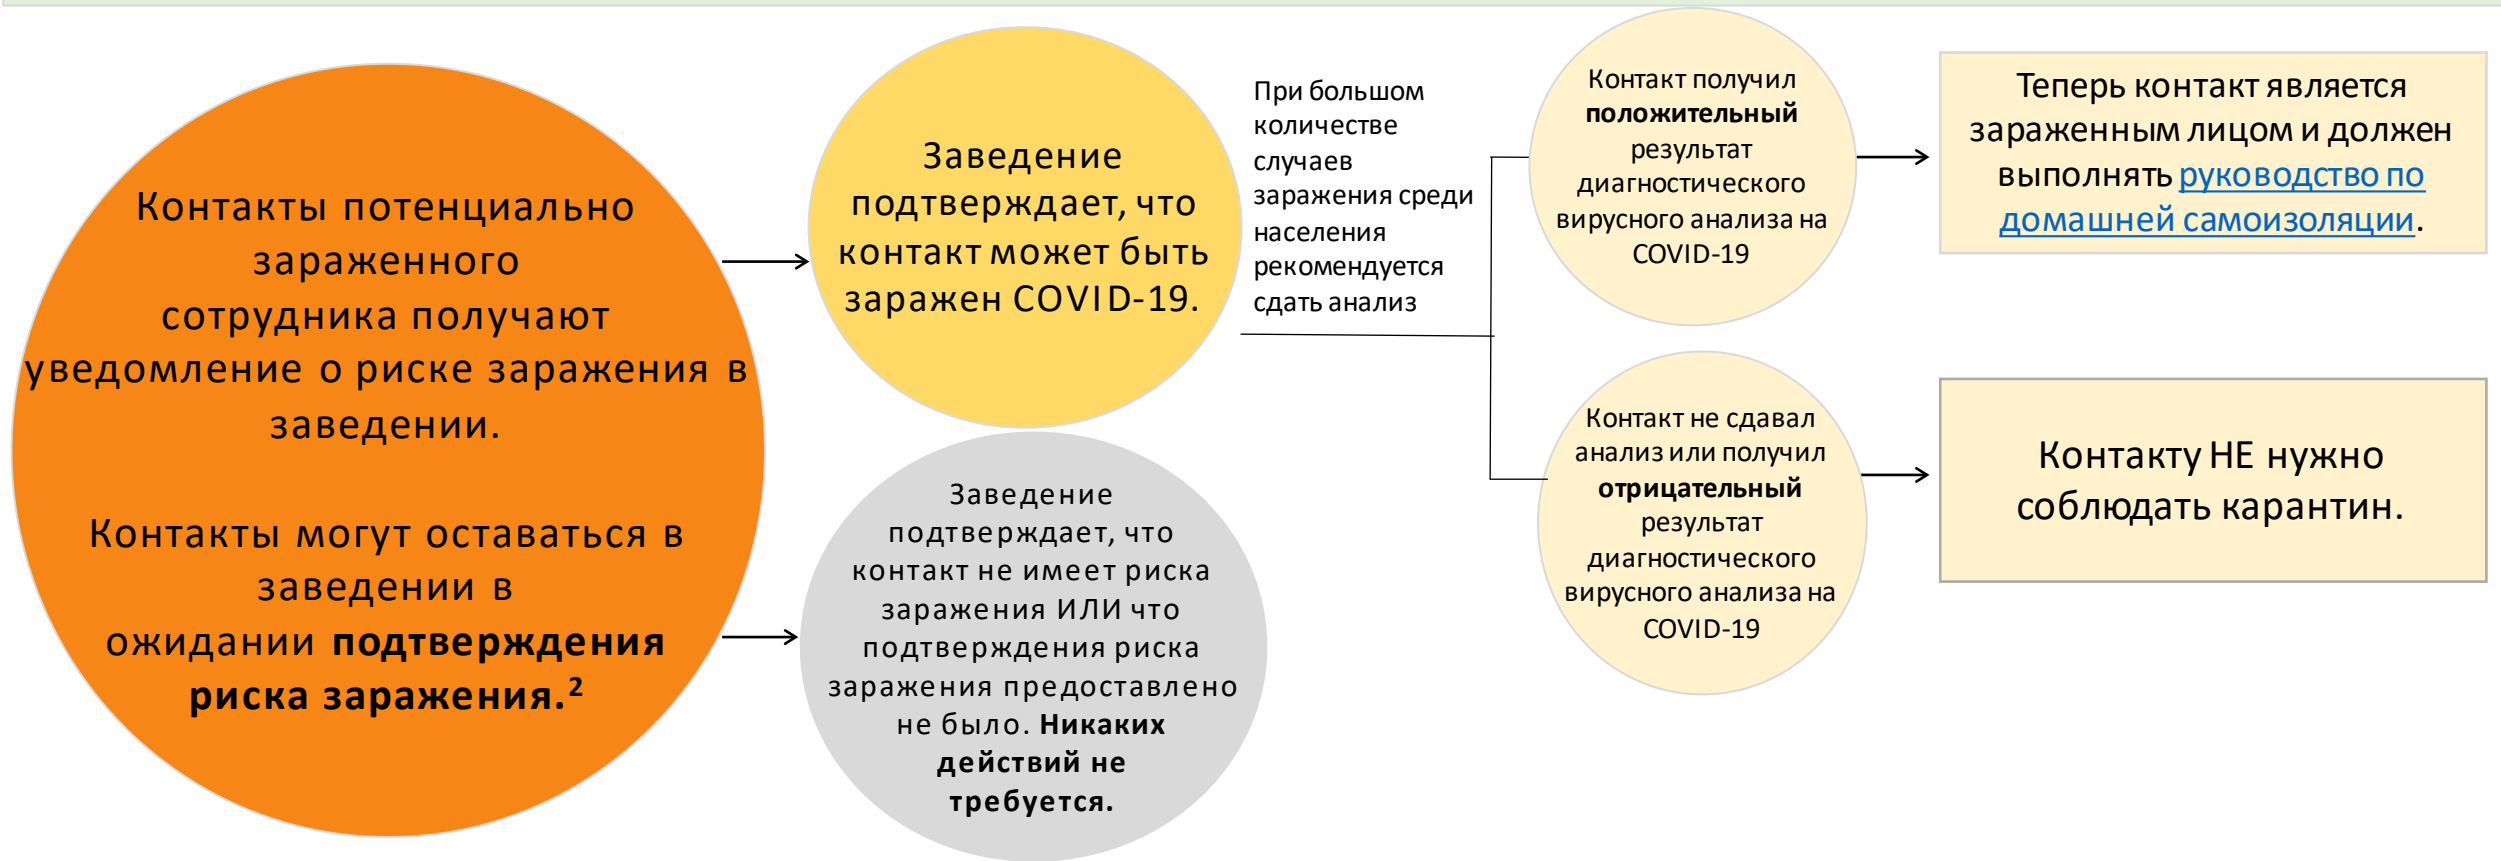 Контакты потенциально
зараженного
сотрудника получают
уведомление о риске заражения в
заведении.
Контакты могут оставаться в
заведении в
ожидании подтверждения
риска заражения.²
Заведение
подтверждает, что
контакт может быть
заражен COVID-19.
Заведение
подтверждает, что
контакт не имеет риска
заражения ИЛИ что
подтверждения риска
заражения предоставлено
не было. Никаких
действий не
требуется.
При большом
количестве
случаев
заражения среди
населения
рекомендуется
сдать анализ
Контакт получил
положительный
результат
диагностического
вирусного анализа на
COVID-19
Теперь контакт является
зараженным лицом и должен
выполнять руководство по
домашней самоизоляции.
Контакт не сдавал
анализ или получил
отрицательный
результат
диагностического
вирусного анализа на
COVID-19
Контакту НЕ нужно
соблюдать карантин.